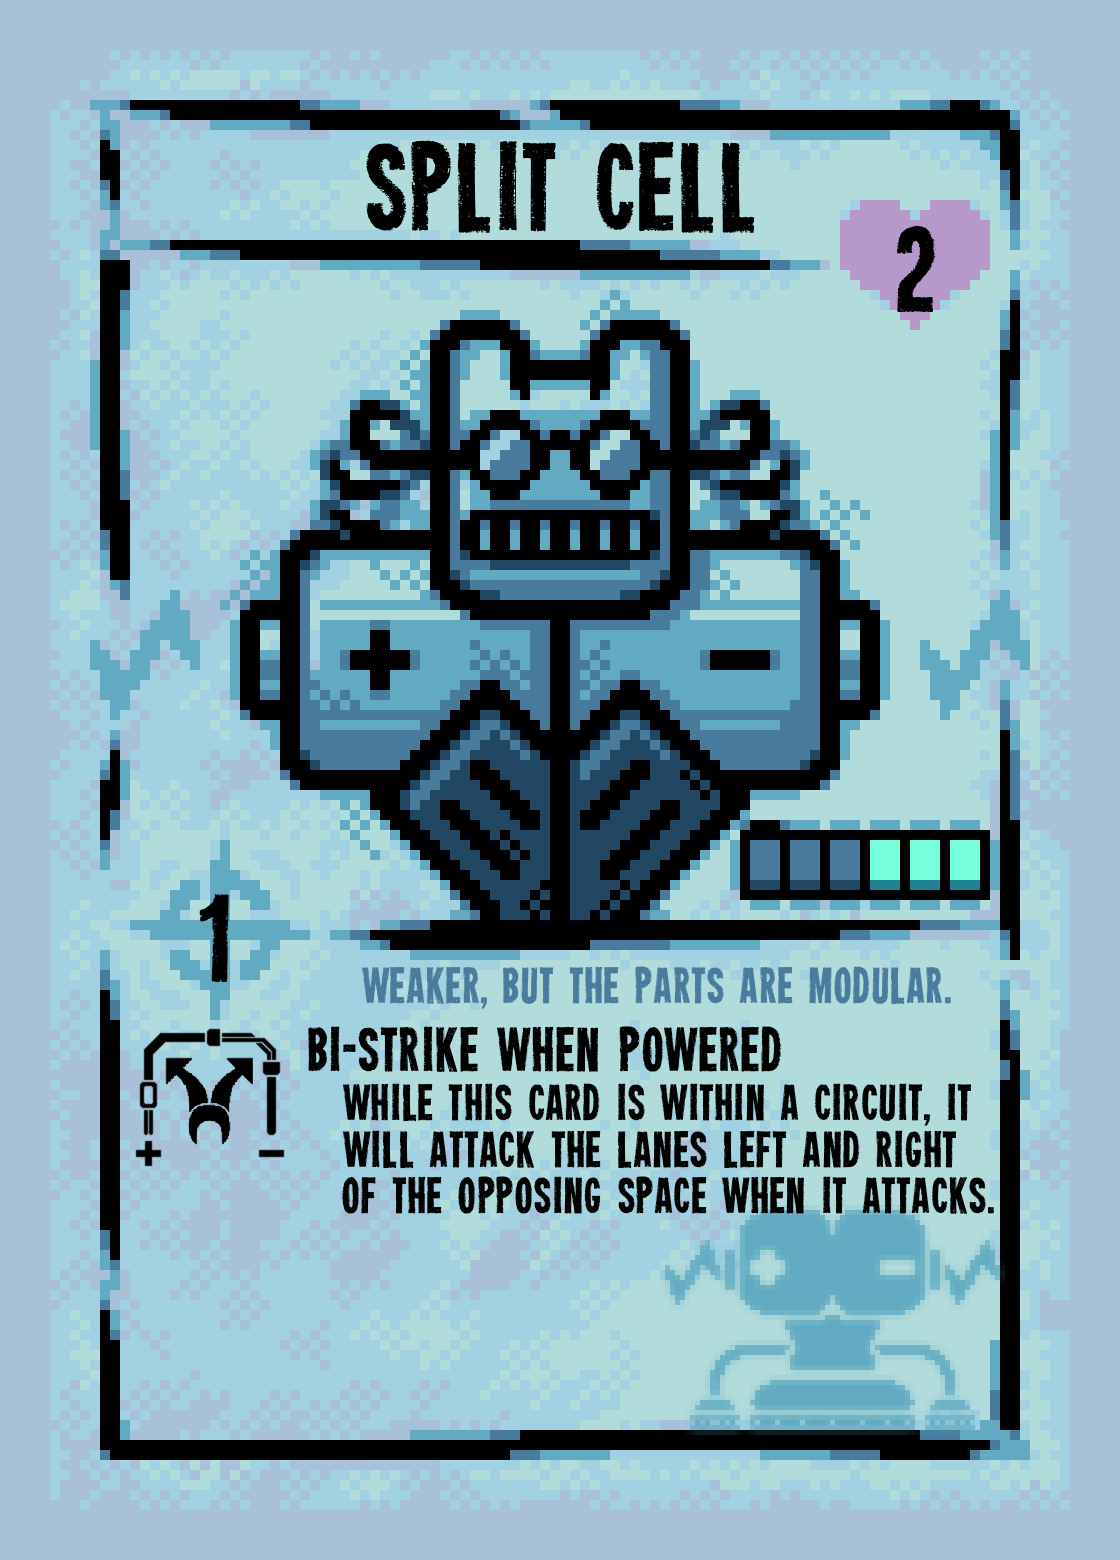 SPLIT CELL
2
+ -
1
WEAKER, BUT THE PARTS ARE MODULAR.
BI-STRIKE WHEN POWERED
WHILE THIS CARD IS WITHIN A CIRCUIT, IT
WILL ATTACK THE LANES LEFT AND RIGHT
OF THE OPPOSING SPACE WHEN IT ATTACKS.
+ -